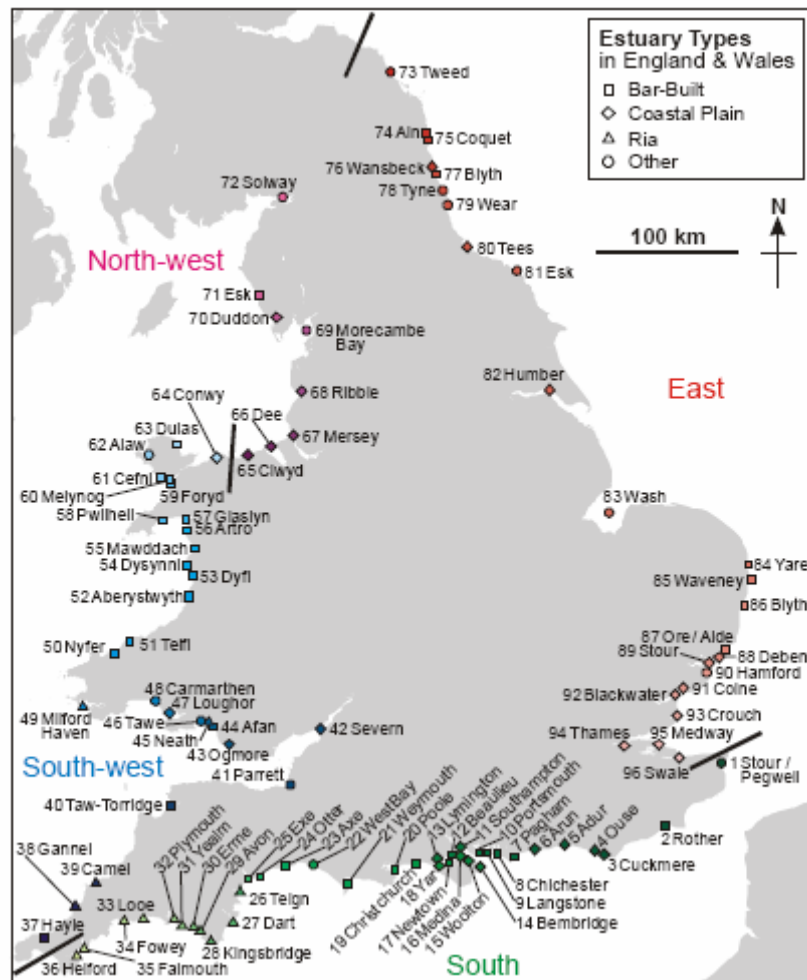 Estuary Types
in England & Wales
Bar-Built
Coastal Plain
Ria
Other
N
100 km
73 Tweed
74 Aln
75 Coquet
76 Wansbeck
77 Blyth
78 Tyne
79 Wear
72 Solway
80 Tees
North-west
81 Esk
71 Esk
70 Duddon
69 Morecambe
Bay
82 Humber
East
68 Ribble
64 Conwy
66 Dee
63 Dulas
62 Alaw
67 Mersey
65 Clwyd
61 Cefni
60 Melynog
59 Foryd
83 Wash
58 Pwllheli
57 Glaslyn
56 Artro
55 Mawddach
54 Dysynni
53 Dyfi
84 Yare
85 Waveney
52 Aberystwyth
86 Blyth
51 Teifi
50 Nyfer
87 Ore / Alde
89 Stour
88 Deben
90 Hamford
48 Carmarthen
47 Loughor
91 Colne
92 Blackwater
49 Milford
Haven
46 Tawe
44 Afan
45 Neath
42 Severn
93 Crouch
94 Thames
95 Medway
43 Ogmore
South-west
41 Parrett
96 Swale
1 Stour /
Pegwell
40 Taw-Torridge
2 Rother
38 Gannel
39 Camel
32 Plymouth
31 Yealm
30 Erme
29 Avon
25 Exe
24 Otter
23 Axe
22 WestBay
21 Weymouth
20 Poole
13 Lymington
12 Beaulieu
11 Southampton
10 Portsmouth
7 Pagham
6 Arun
5 Adur
4 Ouse
3 Cuckmere
8 Chichester
9 Langstone
14 Bembridge
19 Christchurch
18 Yar
17 Newtown
16 Medina
15 Woolton
26 Teign
27 Dart
28 Kingsbridge
33 Looe
34 Fowey
37 Hayle
35 Falmouth
36 Helford
South